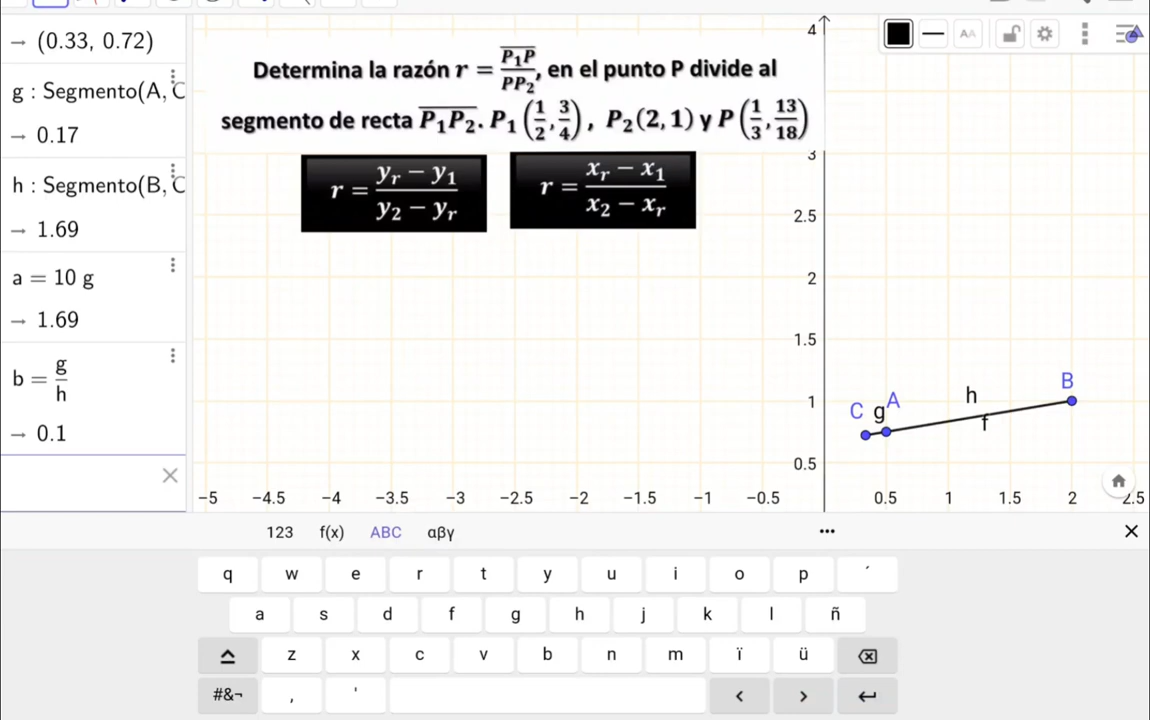 → (0.33, 0.72)
g : Segmento(A, C
→ 0.17
h : Segmento(B, C
→ 1.69
a = 10 g
→ 1.69
b = g/h
→ 0.1
Determina la razón r = P₁P/PP₂, en el punto P divide al
segmento de recta P₁P₂. P₁(1/2, 3/4), P₂(2, 1) y P(1/3, 13/18)
r = (yᵣ − y₁)/(y₂ − yᵣ)
r = (xᵣ − x₁)/(x₂ − xᵣ)
4
3
2.5
2
1.5
1
0.5
C g A h f B
−5 −4.5 −4 −3.5 −3 −2.5 −2 −1.5 −1 −0.5 0.5 1 1.5 2 2.5
AA
123 f(x) ABC αβγ
q w e r t y u i o p ´
a s d f g h j k l ñ
z x c v b n m ï ü
#&¬ , ' < >